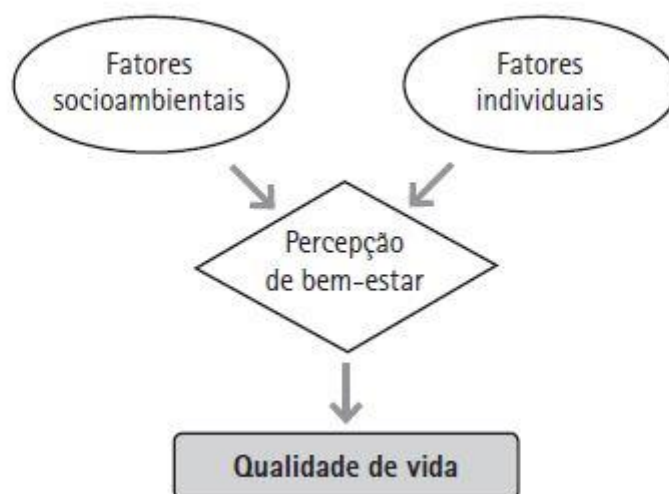 Fatores
socioambientais
Fatores
individuais
Percepção
de bem-estar
Qualidade de vida